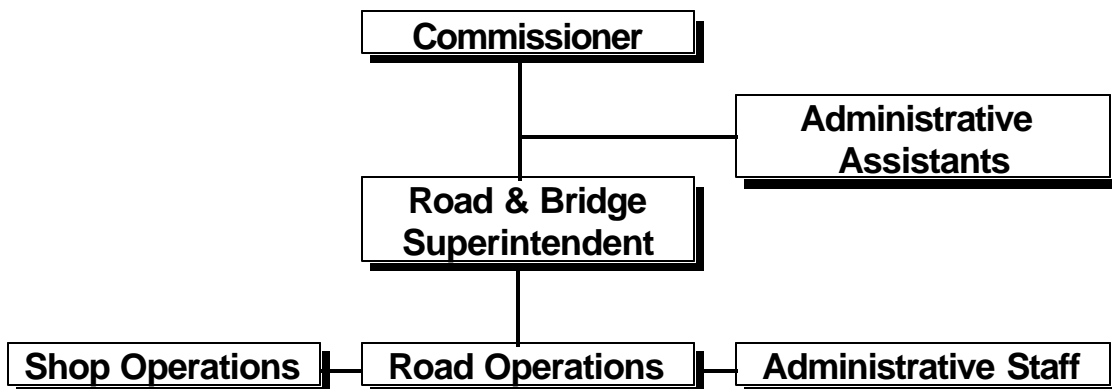 Commissioner
Administrative
Assistants
Road & Bridge
Superintendent
Shop Operations
Road Operations
Administrative Staff